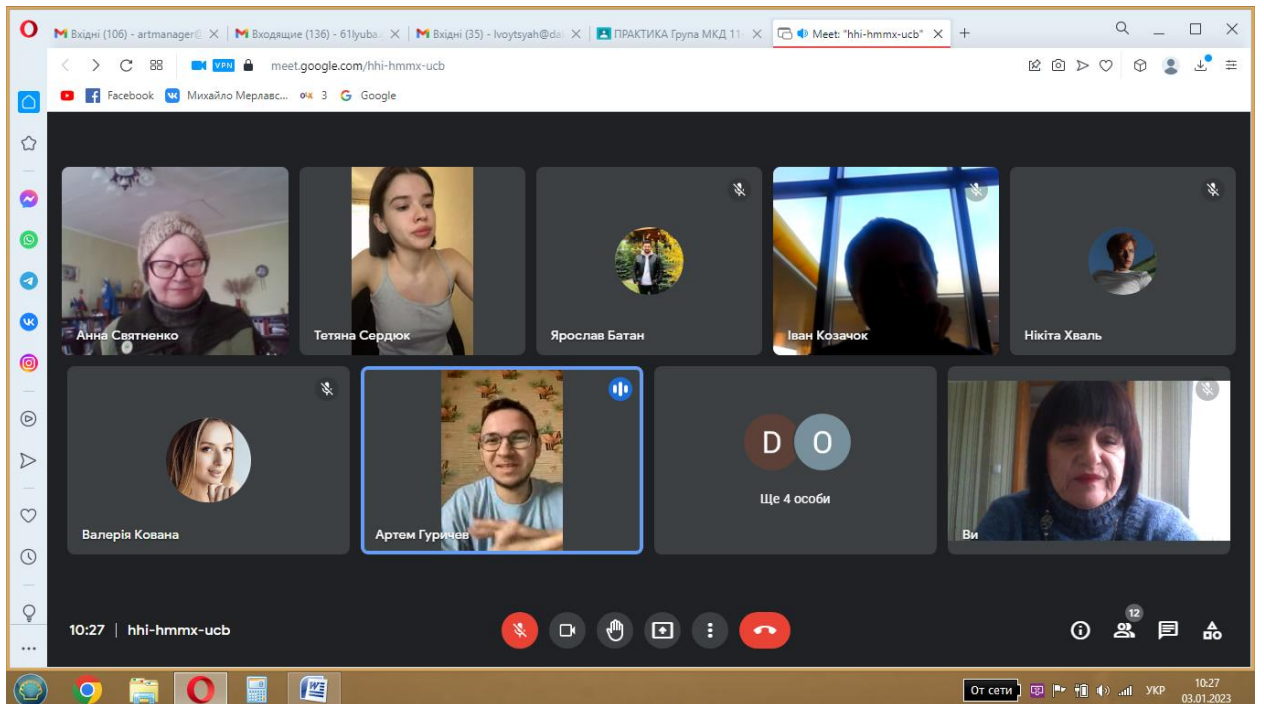 Вхідні (106) - artmanager
Входящие (136) - 61lyuba.
Вхідні (35) - lvoytsyah@da
ПРАКТИКА Група МКД 11
Meet: "hhi-hmmx-ucb"
VPN
meet.google.com/hhi-hmmx-ucb
Facebook
Михайло Мерлавс...
3
Google
Анна Святненко
Тетяна Сердюк
Ярослав Батан
Іван Козачок
Нікіта Хваль
Валерія Кована
Артем Гуричев
D O
Ще 4 особи
Ви
10:27 | hhi-hmmx-ucb
12
От сети
УКР
10:27
03.01.2023